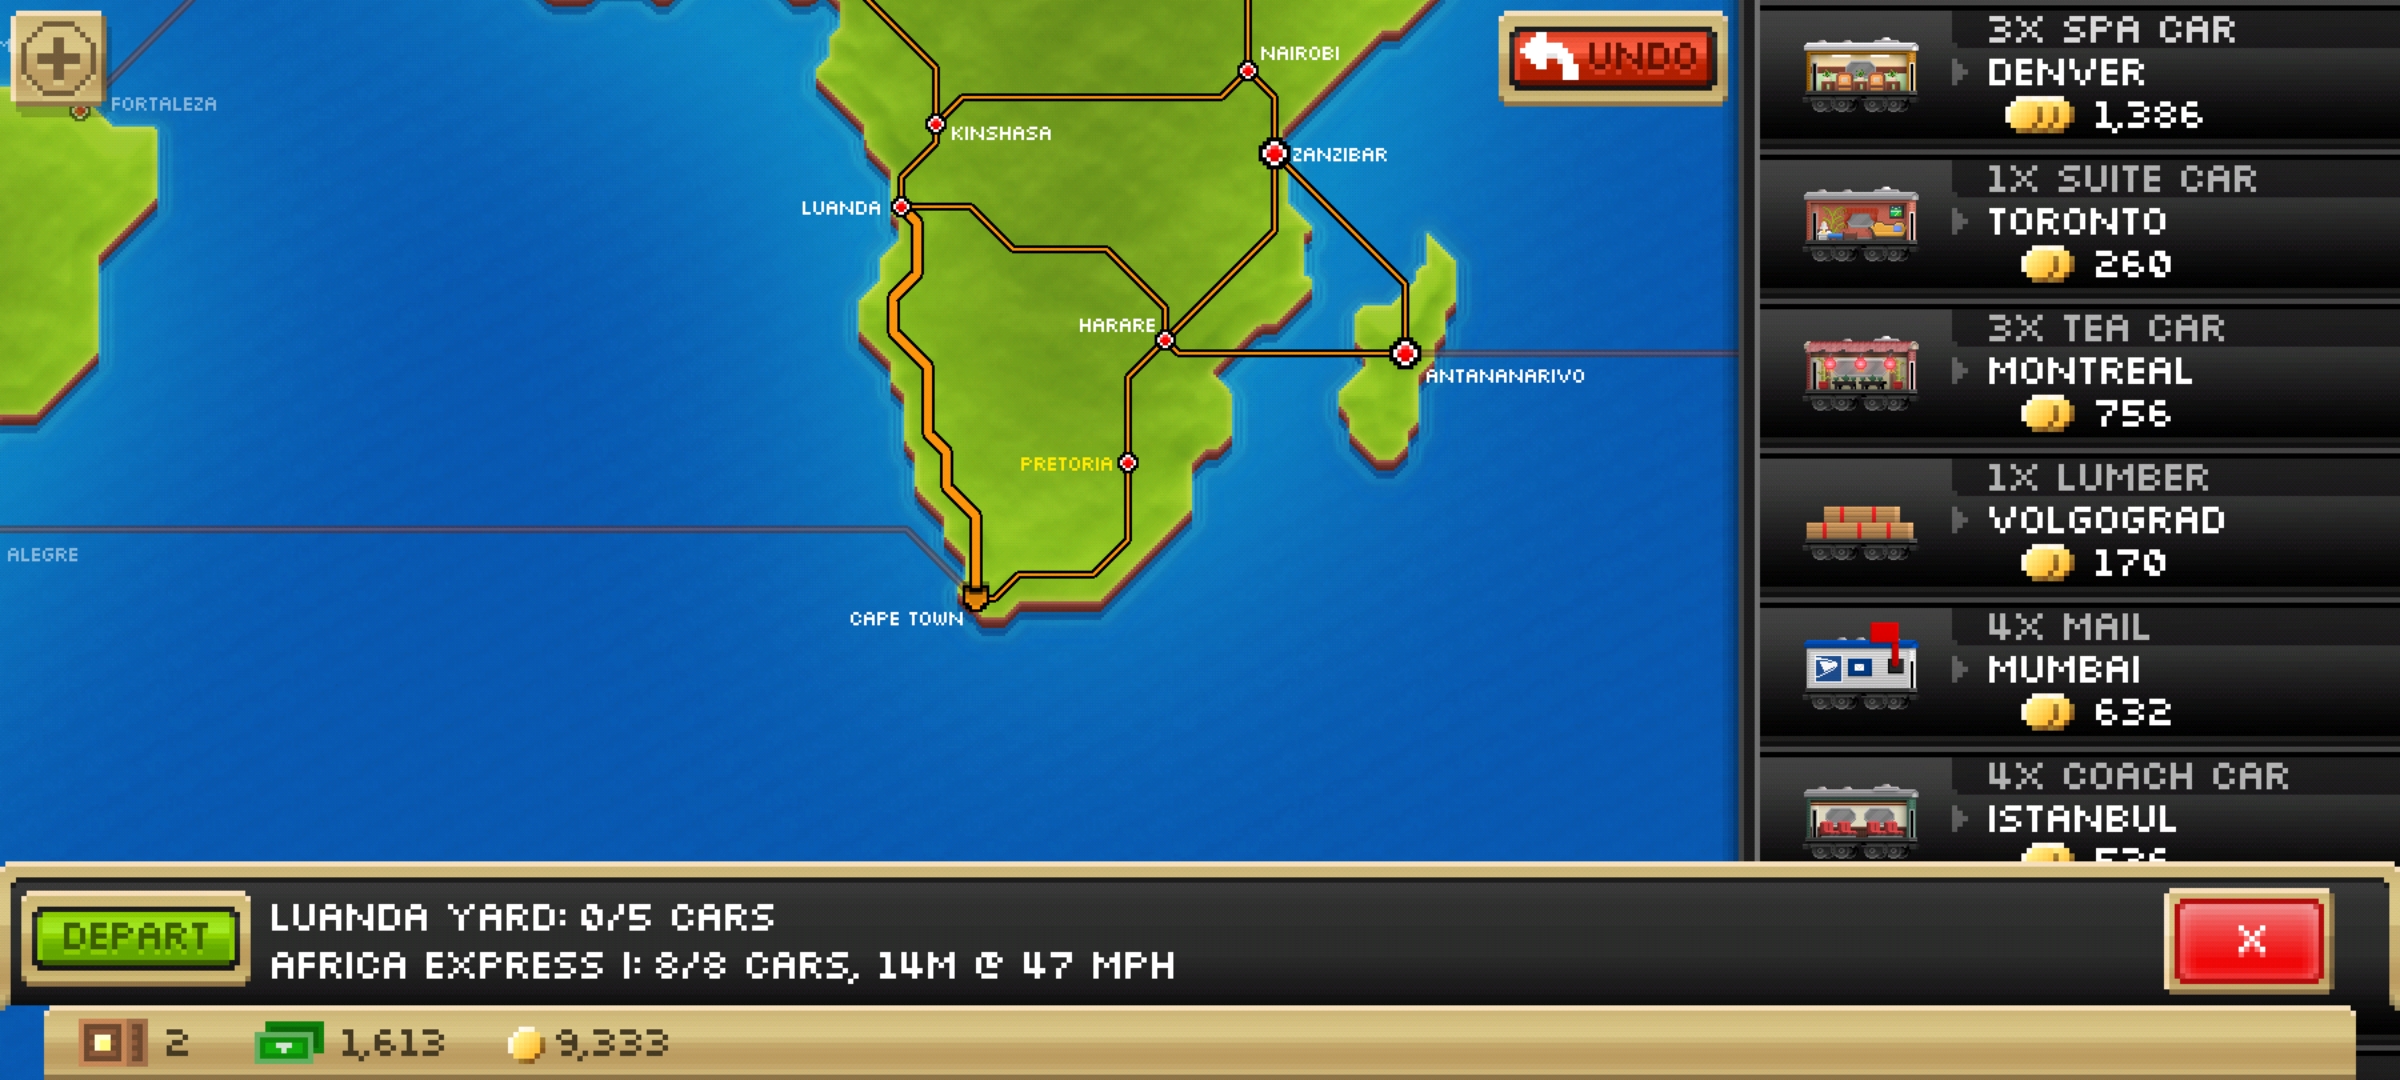 FORTALEZA
NAIROBI
KINSHASA
ZANZIBAR
LUANDA
HARARE
ANTANANARIVO
PRETORIA
ALEGRE
CAPE TOWN
UNDO
3X SPA CAR
DENVER
1,386
1X SUITE CAR
TORONTO
260
3X TEA CAR
MONTREAL
756
1X LUMBER
VOLGOGRAD
170
4X MAIL
MUMBAI
632
4X COACH CAR
ISTANBUL
DEPART
LUANDA YARD: 0/5 CARS
AFRICA EXPRESS I: 8/8 CARS, 14M @ 47 MPH
X
2
1,613
9,333